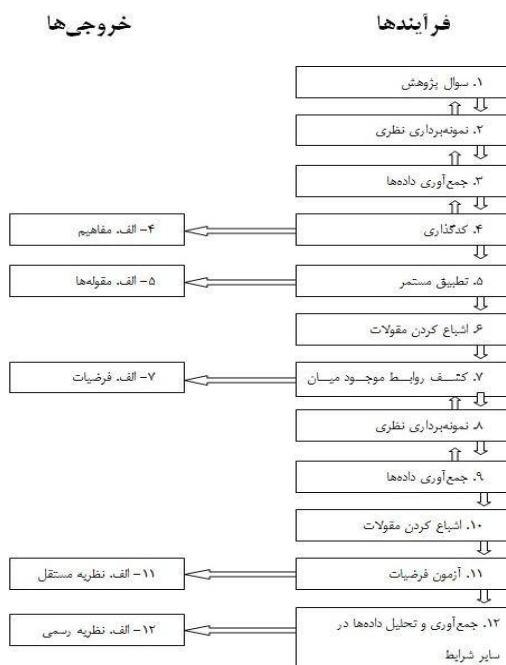 فرآیندها
خروجی‌ها
۱. سوال پژوهش
۲. نمونه‌برداری نظری
۳. جمع‌آوری داده‌ها
۴. کدگذاری
۴- الف. مفاهیم
۵. تطبیق مستمر
۵- الف. مقوله‌ها
۶. اشباع کردن مقولات
۷. کشف روابط موجود میان
۷- الف. فرضیات
۸. نمونه‌برداری نظری
۹. جمع‌آوری داده‌ها
۱۰. اشباع کردن مقولات
۱۱. آزمون فرضیات
۱۱- الف. نظریه مستقل
۱۲. جمع‌آوری و تحلیل داده‌ها در
سایر شرایط
۱۲- الف. نظریه رسمی